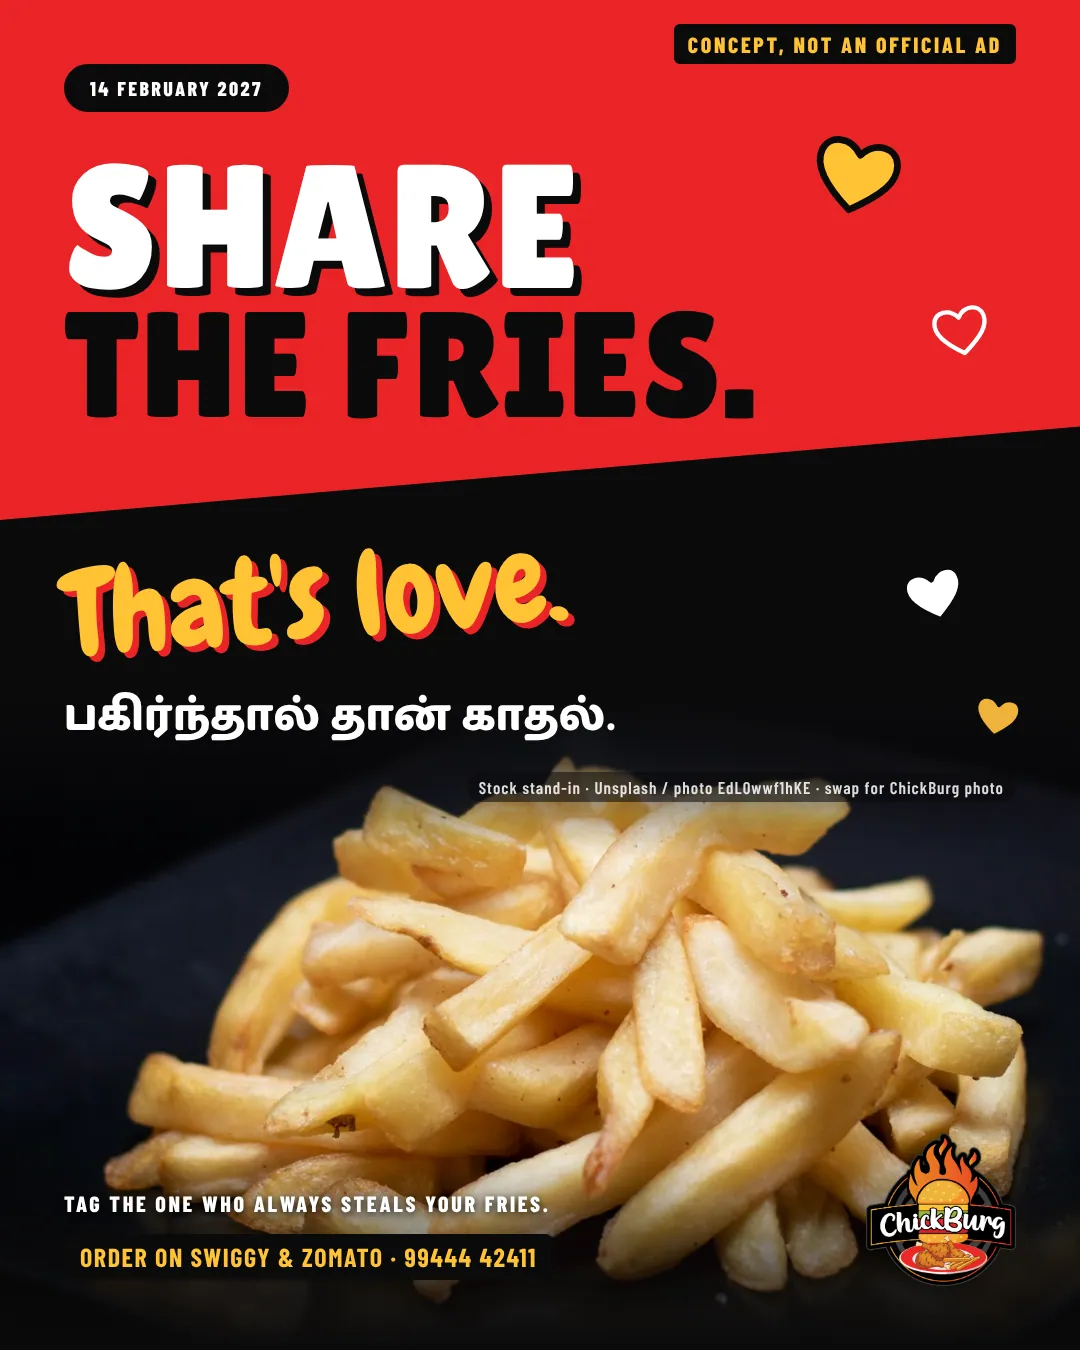 CONCEPT, NOT AN OFFICIAL AD
14 FEBRUARY 2027
SHARE
THE FRIES.
That's love.
பகிர்ந்தால் தான் காதல்.
Stock stand-in · Unsplash / photo EdLOwwf1hKE · swap for ChickBurg photo
TAG THE ONE WHO ALWAYS STEALS YOUR FRIES.
ORDER ON SWIGGY & ZOMATO · 99444 42411
ChickBurg